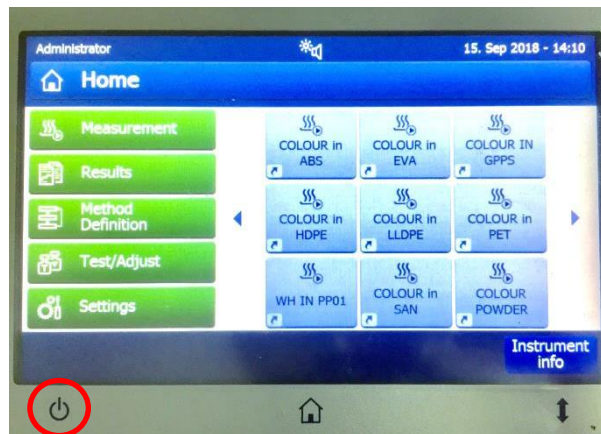 Administrator
15. Sep 2018 - 14:10
Home
Measurement
Results
Method
Definition
Test/Adjust
Settings
COLOUR in
ABS
COLOUR in
EVA
COLOUR IN
GPPS
COLOUR in
HDPE
COLOUR in
LLDPE
COLOUR in
PET
WH IN PP01
COLOUR in
SAN
COLOUR
POWDER
Instrument
info